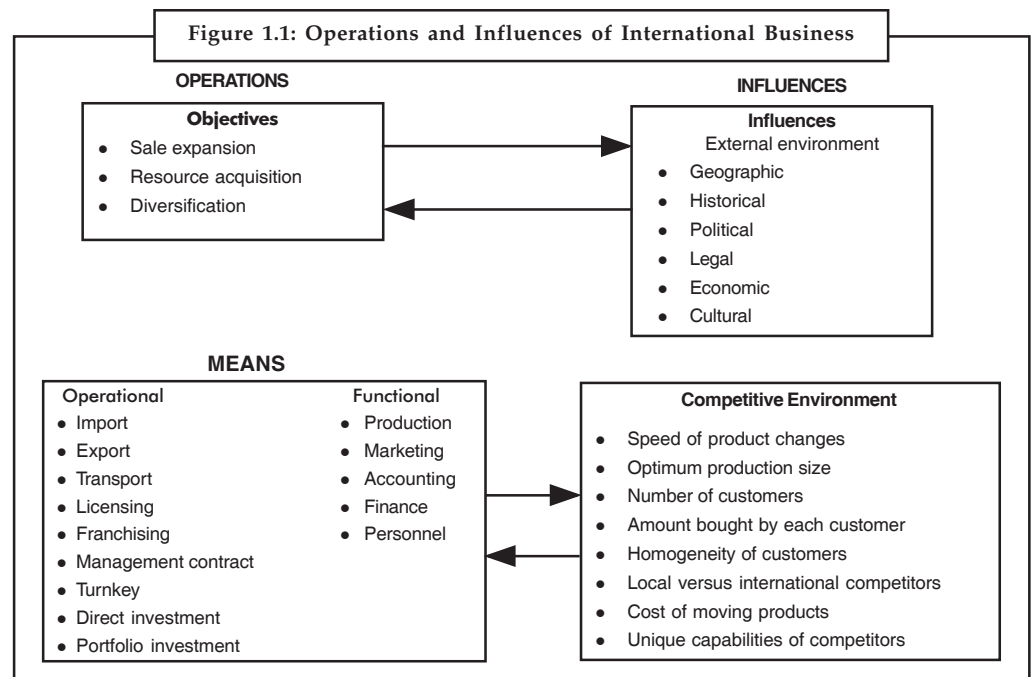 Figure 1.1: Operations and Influences of International Business
OPERATIONS
Objectives
• Sale expansion
• Resource acquisition
• Diversification
INFLUENCES
Influences
External environment
• Geographic
• Historical
• Political
• Legal
• Economic
• Cultural
MEANS
Operational
• Import
• Export
• Transport
• Licensing
• Franchising
• Management contract
• Turnkey
• Direct investment
• Portfolio investment
Functional
• Production
• Marketing
• Accounting
• Finance
• Personnel
Competitive Environment
• Speed of product changes
• Optimum production size
• Number of customers
• Amount bought by each customer
• Homogeneity of customers
• Local versus international competitors
• Cost of moving products
• Unique capabilities of competitors